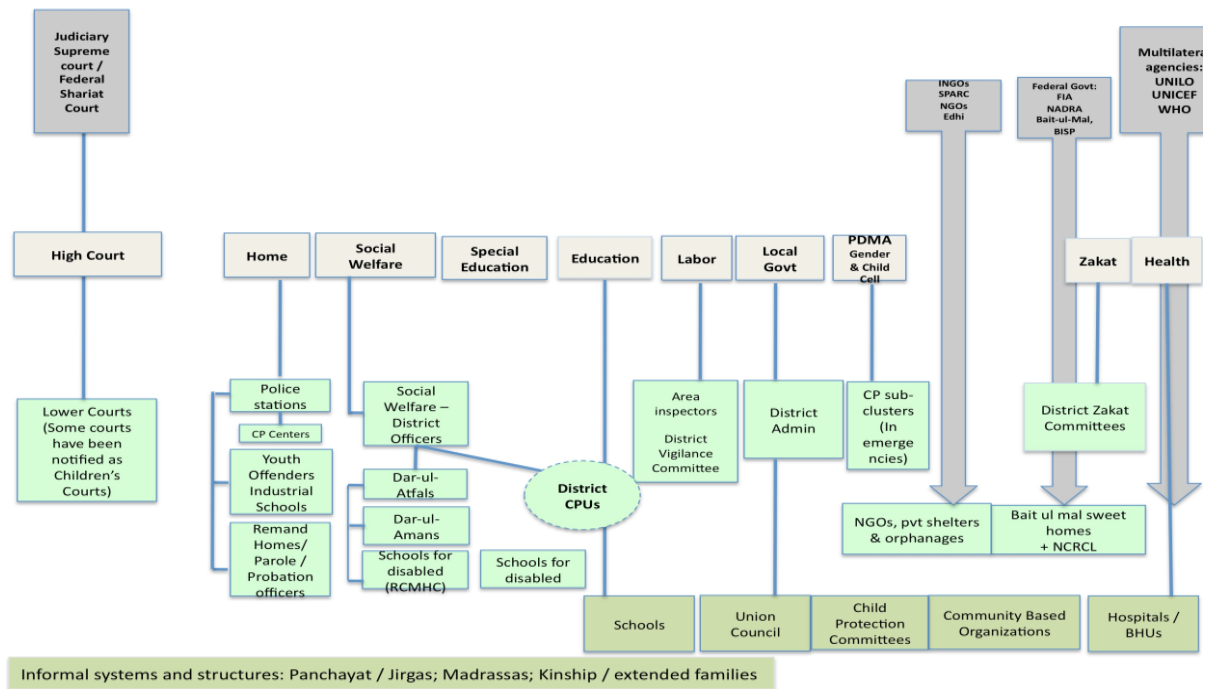 Judiciary
Supreme
court /
Federal
Shariat
Court
INGOs
SPARC
NGOs
Edhi
Federal Govt:
FIA
NADRA
Bait-ul-Mal,
BISP
Multilatera
agencies:
UNILO
UNICEF
WHO
High Court
Home
Social
Welfare
Special
Education
Education
Labor
Local
Govt
PDMA
Gender
& Child
Cell
Zakat
Health
Lower Courts
(Some courts
have been
notified as
Children’s
Courts)
Police
stations
CP Centers
Youth
Offenders
Industrial
Schools
Remand
Homes/
Parole /
Probation
officers
Social
Welfare –
District
Officers
Dar-ul-
Atfals
Dar-ul-
Amans
Schools for
disabled
(RCMHC)
Schools for
disabled
District
CPUs
Area
inspectors
District
Vigilance
Committee
District
Admin
CP sub-
clusters
(In
emerge
ncies)
District Zakat
Committees
NGOs, pvt shelters
& orphanages
Bait ul mal sweet
homes
+ NCRCL
Schools
Union
Council
Child
Protection
Committees
Community Based
Organizations
Hospitals /
BHUs
Informal systems and structures: Panchayat / Jirgas; Madrassas; Kinship / extended families